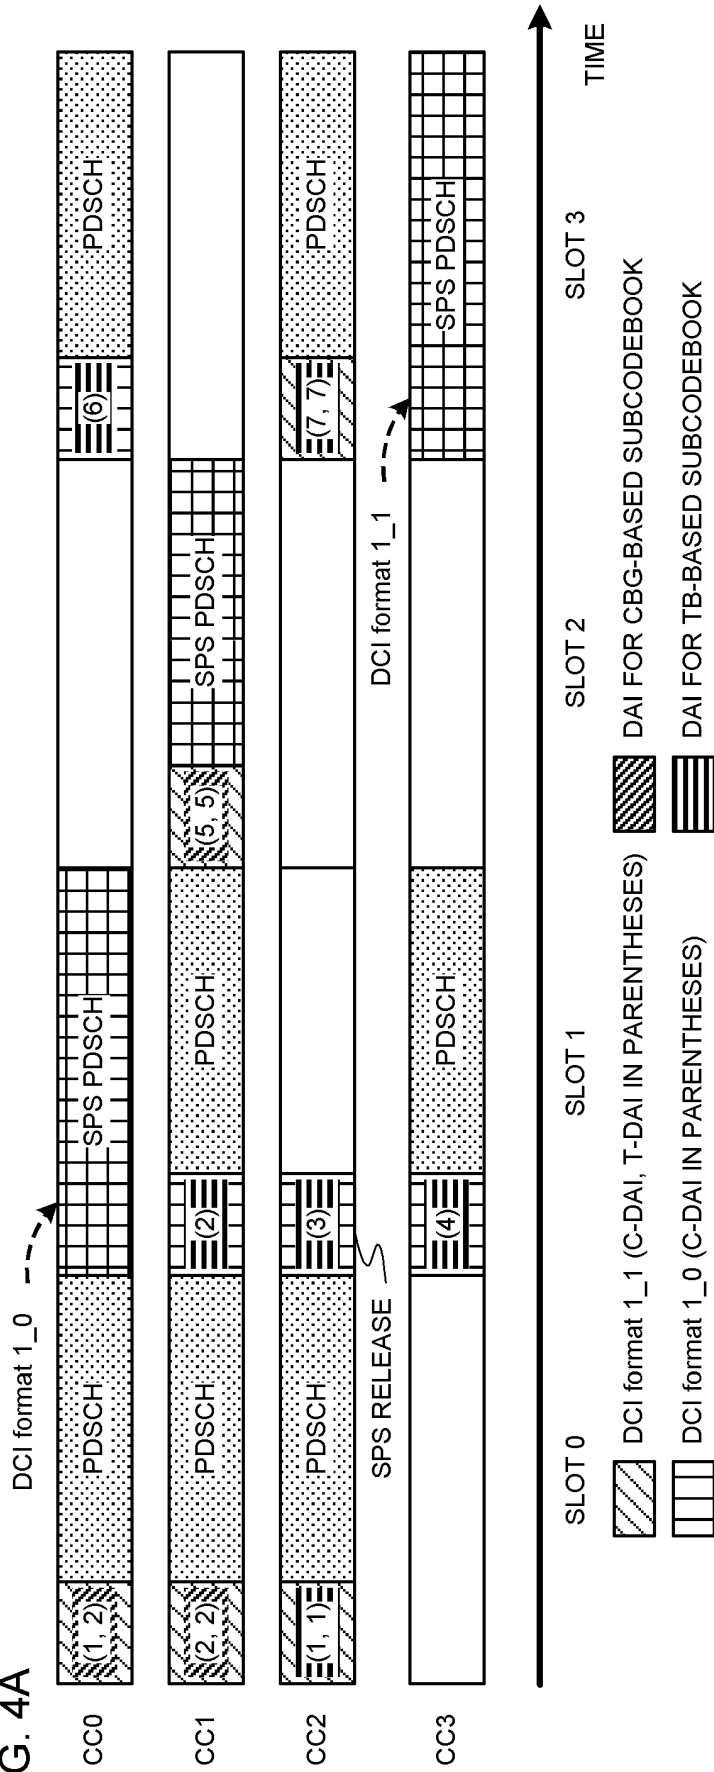 G. 4A
DCI format 1_0
CC0
(1, 2)
PDSCH
SPS PDSCH
(6)
PDSCH
CC1
(2, 2)
PDSCH
(2)
PDSCH
(5, 5)
SPS PDSCH
CC2
(1, 1)
PDSCH
(3)
(7, 7)
PDSCH
SPS RELEASE
DCI format 1_1
CC3
(4)
PDSCH
SPS PDSCH
SLOT 0
SLOT 1
SLOT 2
SLOT 3
TIME
DCI format 1_1 (C-DAI, T-DAI IN PARENTHESES)
DAI FOR CBG-BASED SUBCODEBOOK
DCI format 1_0 (C-DAI IN PARENTHESES)
DAI FOR TB-BASED SUBCODEBOOK